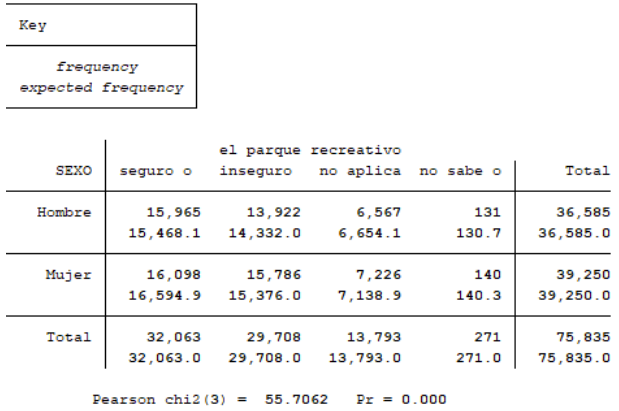 Key
frequency
expected frequency
el parque recreativo
SEXO seguro o inseguro no aplica no sabe o Total
Hombre 15,965 13,922 6,567 131 36,585
15,468.1 14,332.0 6,654.1 130.7 36,585.0
Mujer 16,098 15,786 7,226 140 39,250
16,594.9 15,376.0 7,138.9 140.3 39,250.0
Total 32,063 29,708 13,793 271 75,835
32,063.0 29,708.0 13,793.0 271.0 75,835.0
Pearson chi2(3) = 55.7062 Pr = 0.000